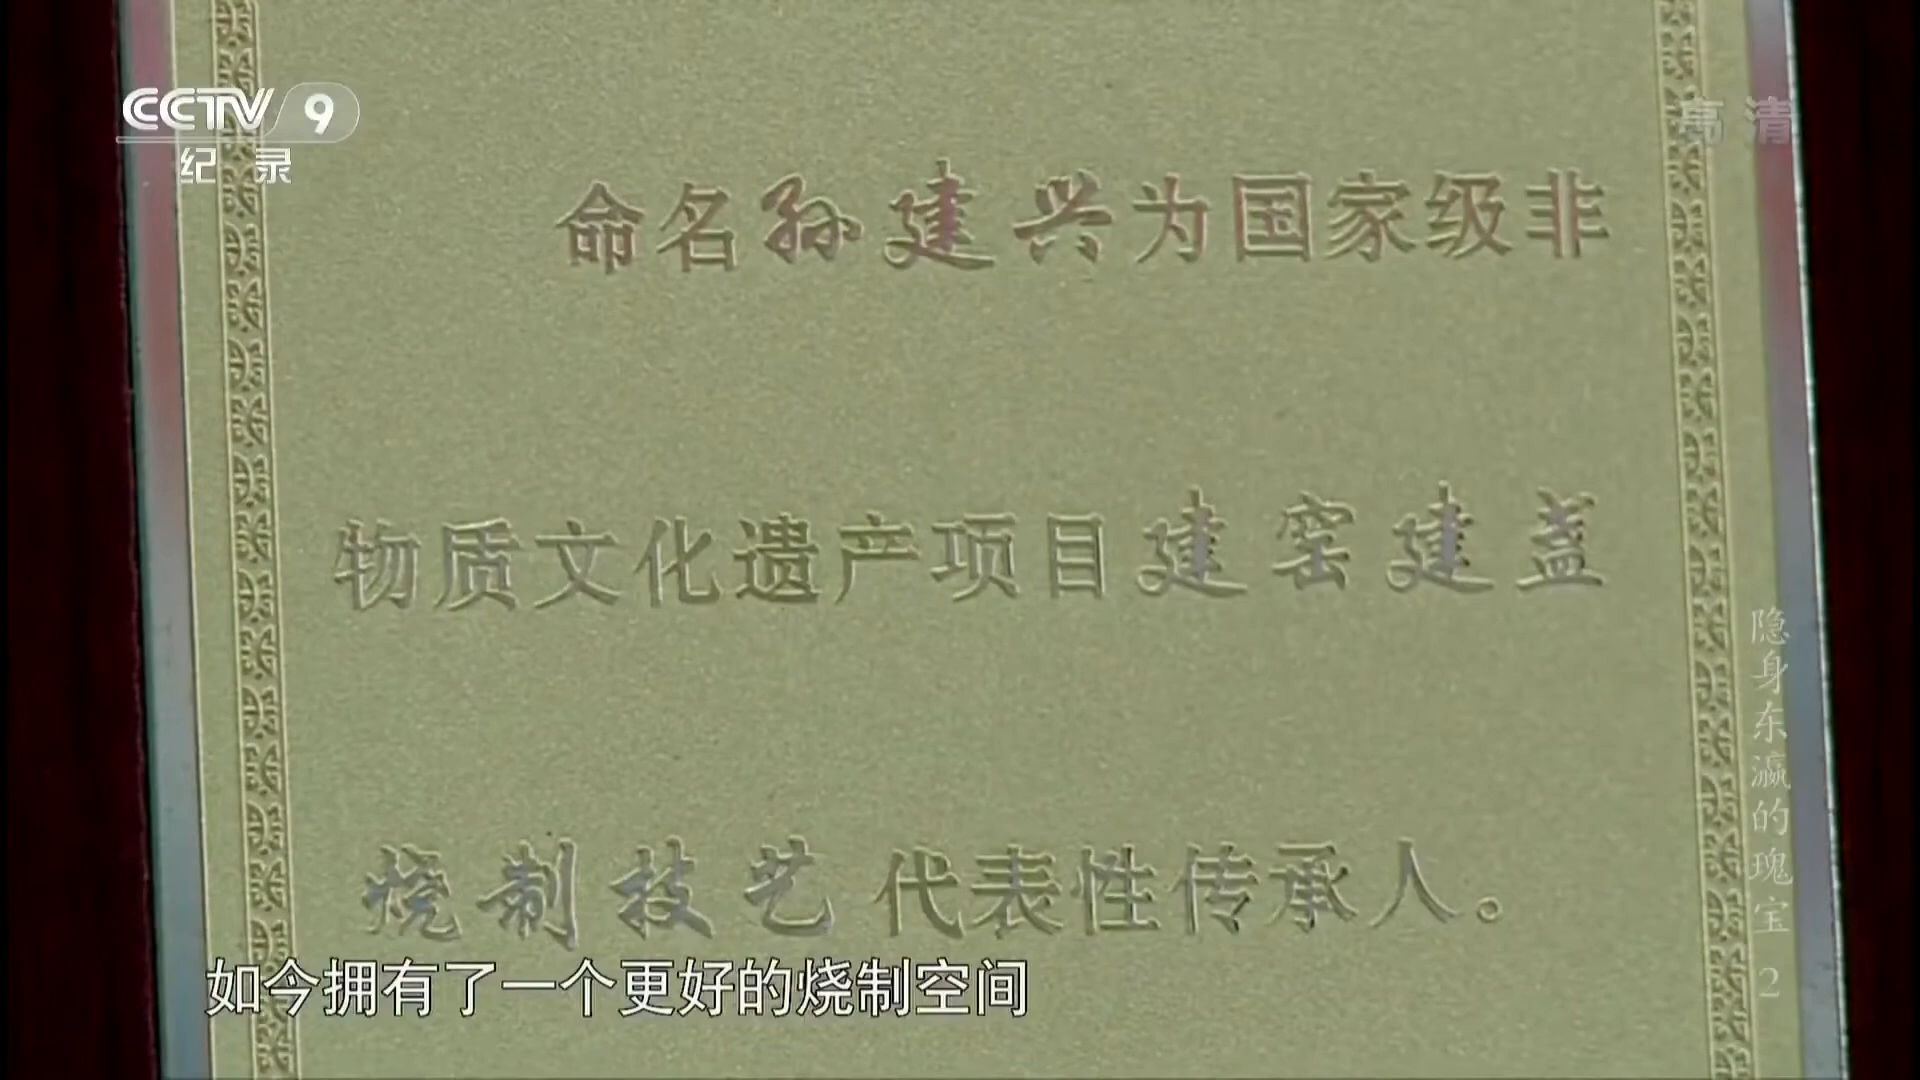 CCTV 9
纪录
高清
命名孙建兴为国家级非
物质文化遗产项目建窑建盏
烧制技艺代表性传承人。
隐身东瀛的瑰宝 2
如今拥有了一个更好的烧制空间